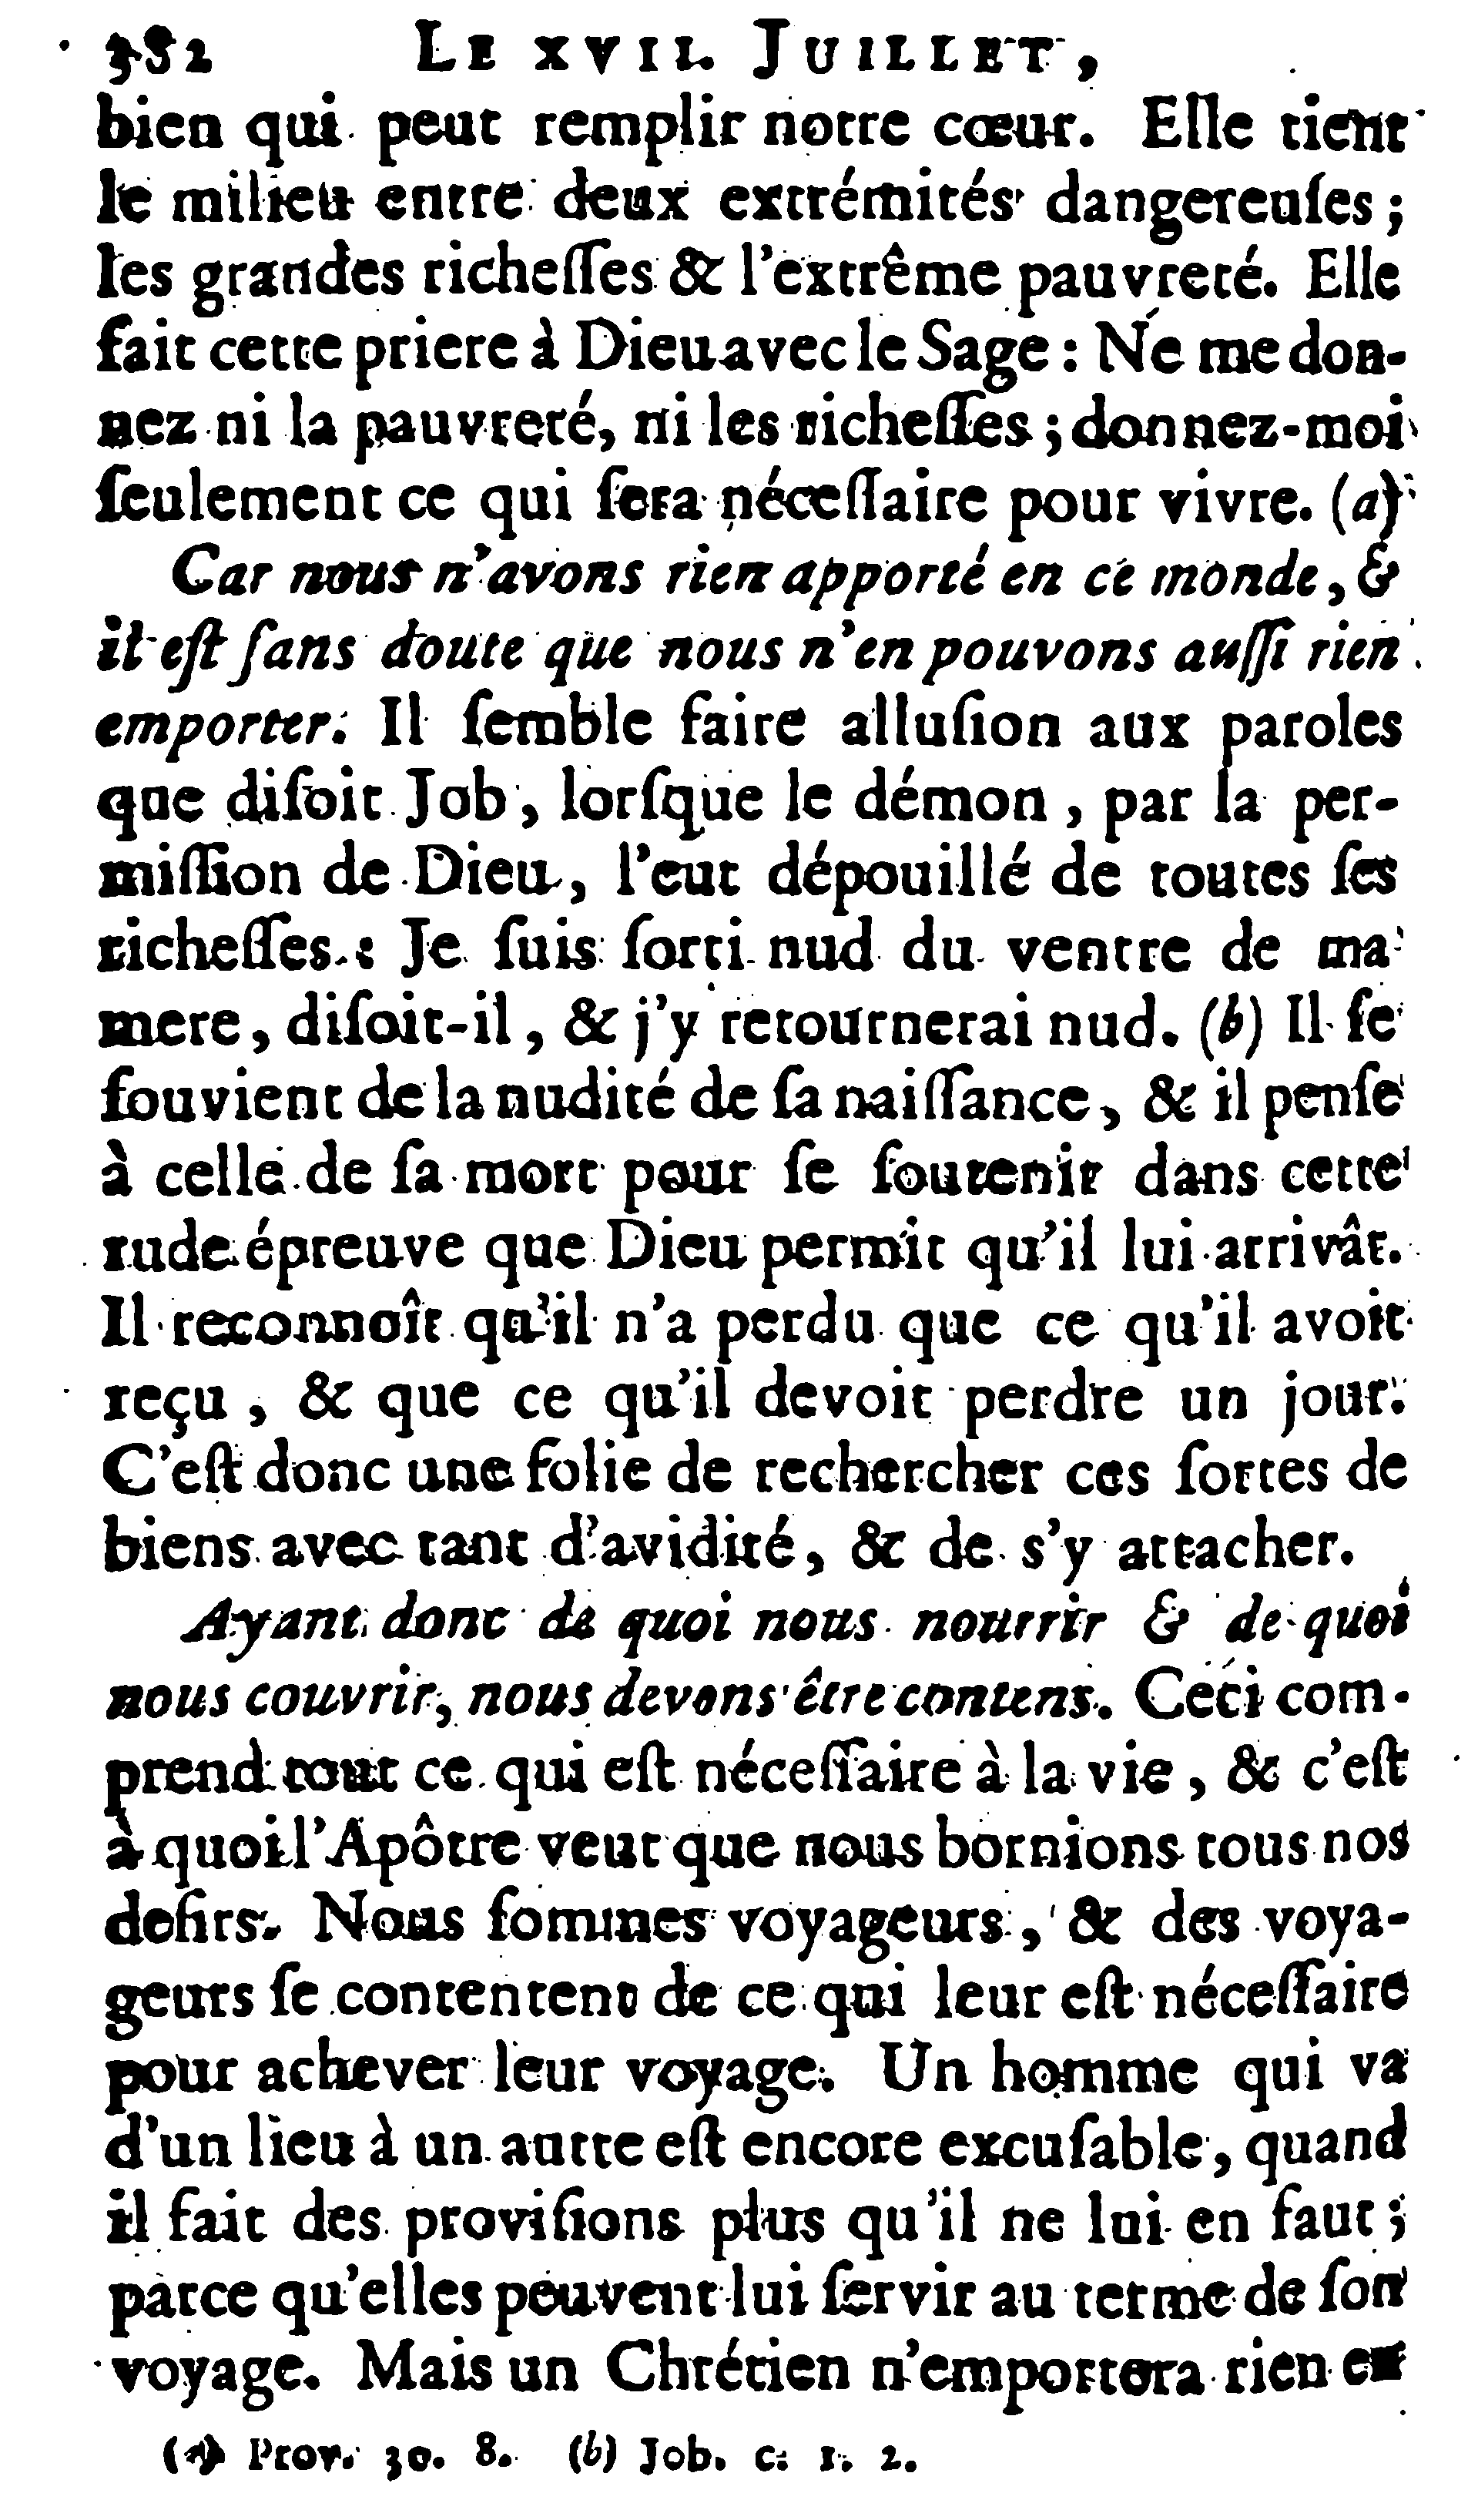 382 LE XVII. JUILLET,
bien qui peut remplir notre cœur. Elle tient
le milieu entre deux extrémités dangereuſes ;
les grandes richeſſes & l'extrême pauvreté. Elle
fait cette priere à Dieu avec le Sage : Ne me don-
nez ni la pauvreté, ni les richeſſes ; donnez-moi
ſeulement ce qui ſera néceſſaire pour vivre. (a)
Car nous n'avons rien apporté en ce monde, &
il eſt ſans doute que nous n'en pouvons auſſi rien
emporter. Il ſemble faire alluſion aux paroles
que diſoit Job, lorſque le démon, par la per-
miſſion de Dieu, l'eut dépouillé de toutes ſes
richeſſes : Je ſuis ſorti nud du ventre de ma
mere, diſoit-il, & j'y retournerai nud. (b) Il ſe
ſouvient de la nudité de ſa naiſſance, & il penſe
à celle de ſa mort pour ſe ſoutenir dans cette
rude épreuve que Dieu permit qu'il lui arrivât.
Il reconnoît qu'il n'a perdu que ce qu'il avoit
reçu, & que ce qu'il devoit perdre un jour.
C'eſt donc une folie de rechercher ces ſortes de
biens avec tant d'avidité, & de s'y attacher.
Ayant donc de quoi nous nourrir & de quoi
nous couvrir, nous devons être contens. Ceci com-
prend tout ce qui eſt néceſſaire à la vie, & c'eſt
à quoi l'Apôtre veut que nous bornions tous nos
deſirs. Nous ſommes voyageurs, & des voya-
geurs ſe contentent de ce qui leur eſt néceſſaire
pour achever leur voyage. Un homme qui va
d'un lieu à un autre eſt encore excuſable, quand
il fait des proviſions plus qu'il ne lui en faut ;
parce qu'elles peuvent lui ſervir au terme de ſon
voyage. Mais un Chrétien n'emportera rien en
(a) Prov. 30. 8. (b) Job. c. 1. 2.